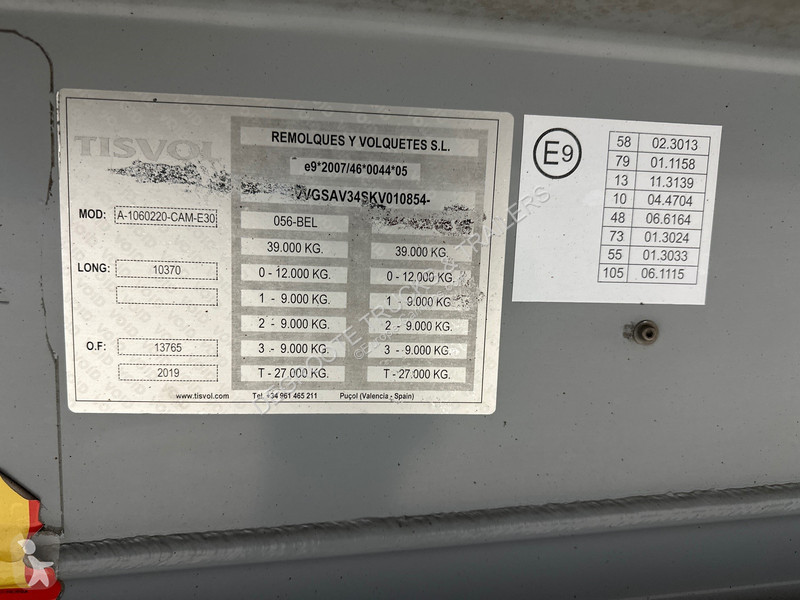 TISVOL
REMOLQUES Y VOLQUETES S.L.
e9*2007/46*0044*05
VVGSAV34SKV010854-
MOD: A-1060220-CAM-E30
056-BEL
39.000 KG. 39.000 KG.
LONG: 10370
0 - 12.000 KG. 0 - 12.000 KG.
1 - 9.000 KG. 1 - 9.000 KG.
2 - 9.000 KG. 2 - 9.000 KG.
O.F: 13765
3 - 9.000 KG. 3 - 9.000 KG.
2019
T - 27.000 KG. T - 27.000 KG.
www.tisvol.com Tel. +34 961 465 211 Puçol (Valencia - Spain)
E9
58 02.3013
79 01.1158
13 11.3139
10 04.4704
48 06.6164
73 01.3024
55 01.3033
105 06.1115
DEGROOTE TRUCKS & TRAILERS